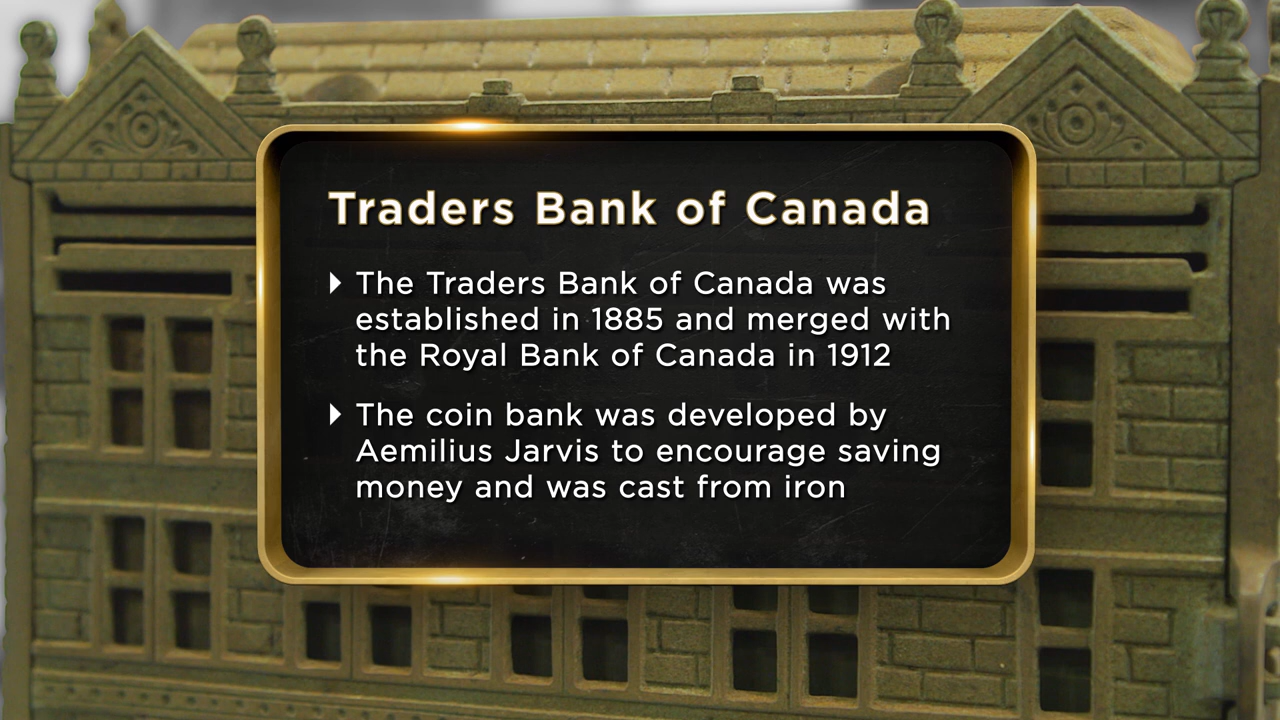 Traders Bank of Canada
The Traders Bank of Canada was
established in 1885 and merged with
the Royal Bank of Canada in 1912
The coin bank was developed by
Aemilius Jarvis to encourage saving
money and was cast from iron